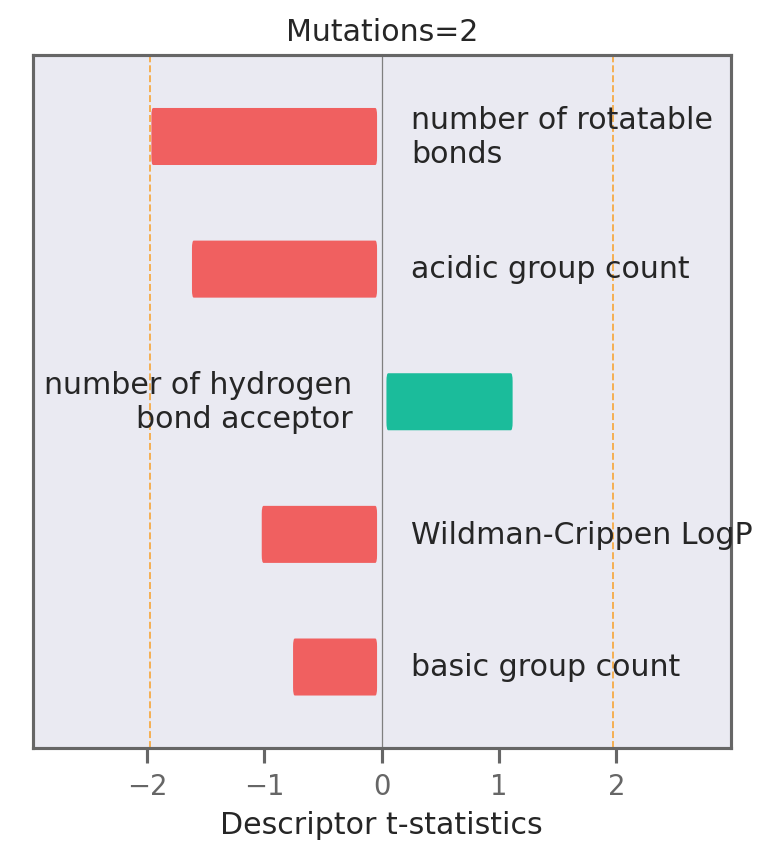 Mutations=2
number of rotatable
bonds
acidic group count
number of hydrogen
bond acceptor
Wildman-Crippen LogP
basic group count
−2 −1 0 1 2
Descriptor t-statistics